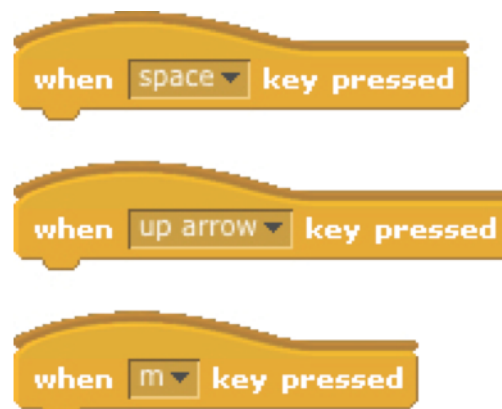 when space key pressed
when up arrow key pressed
when m key pressed